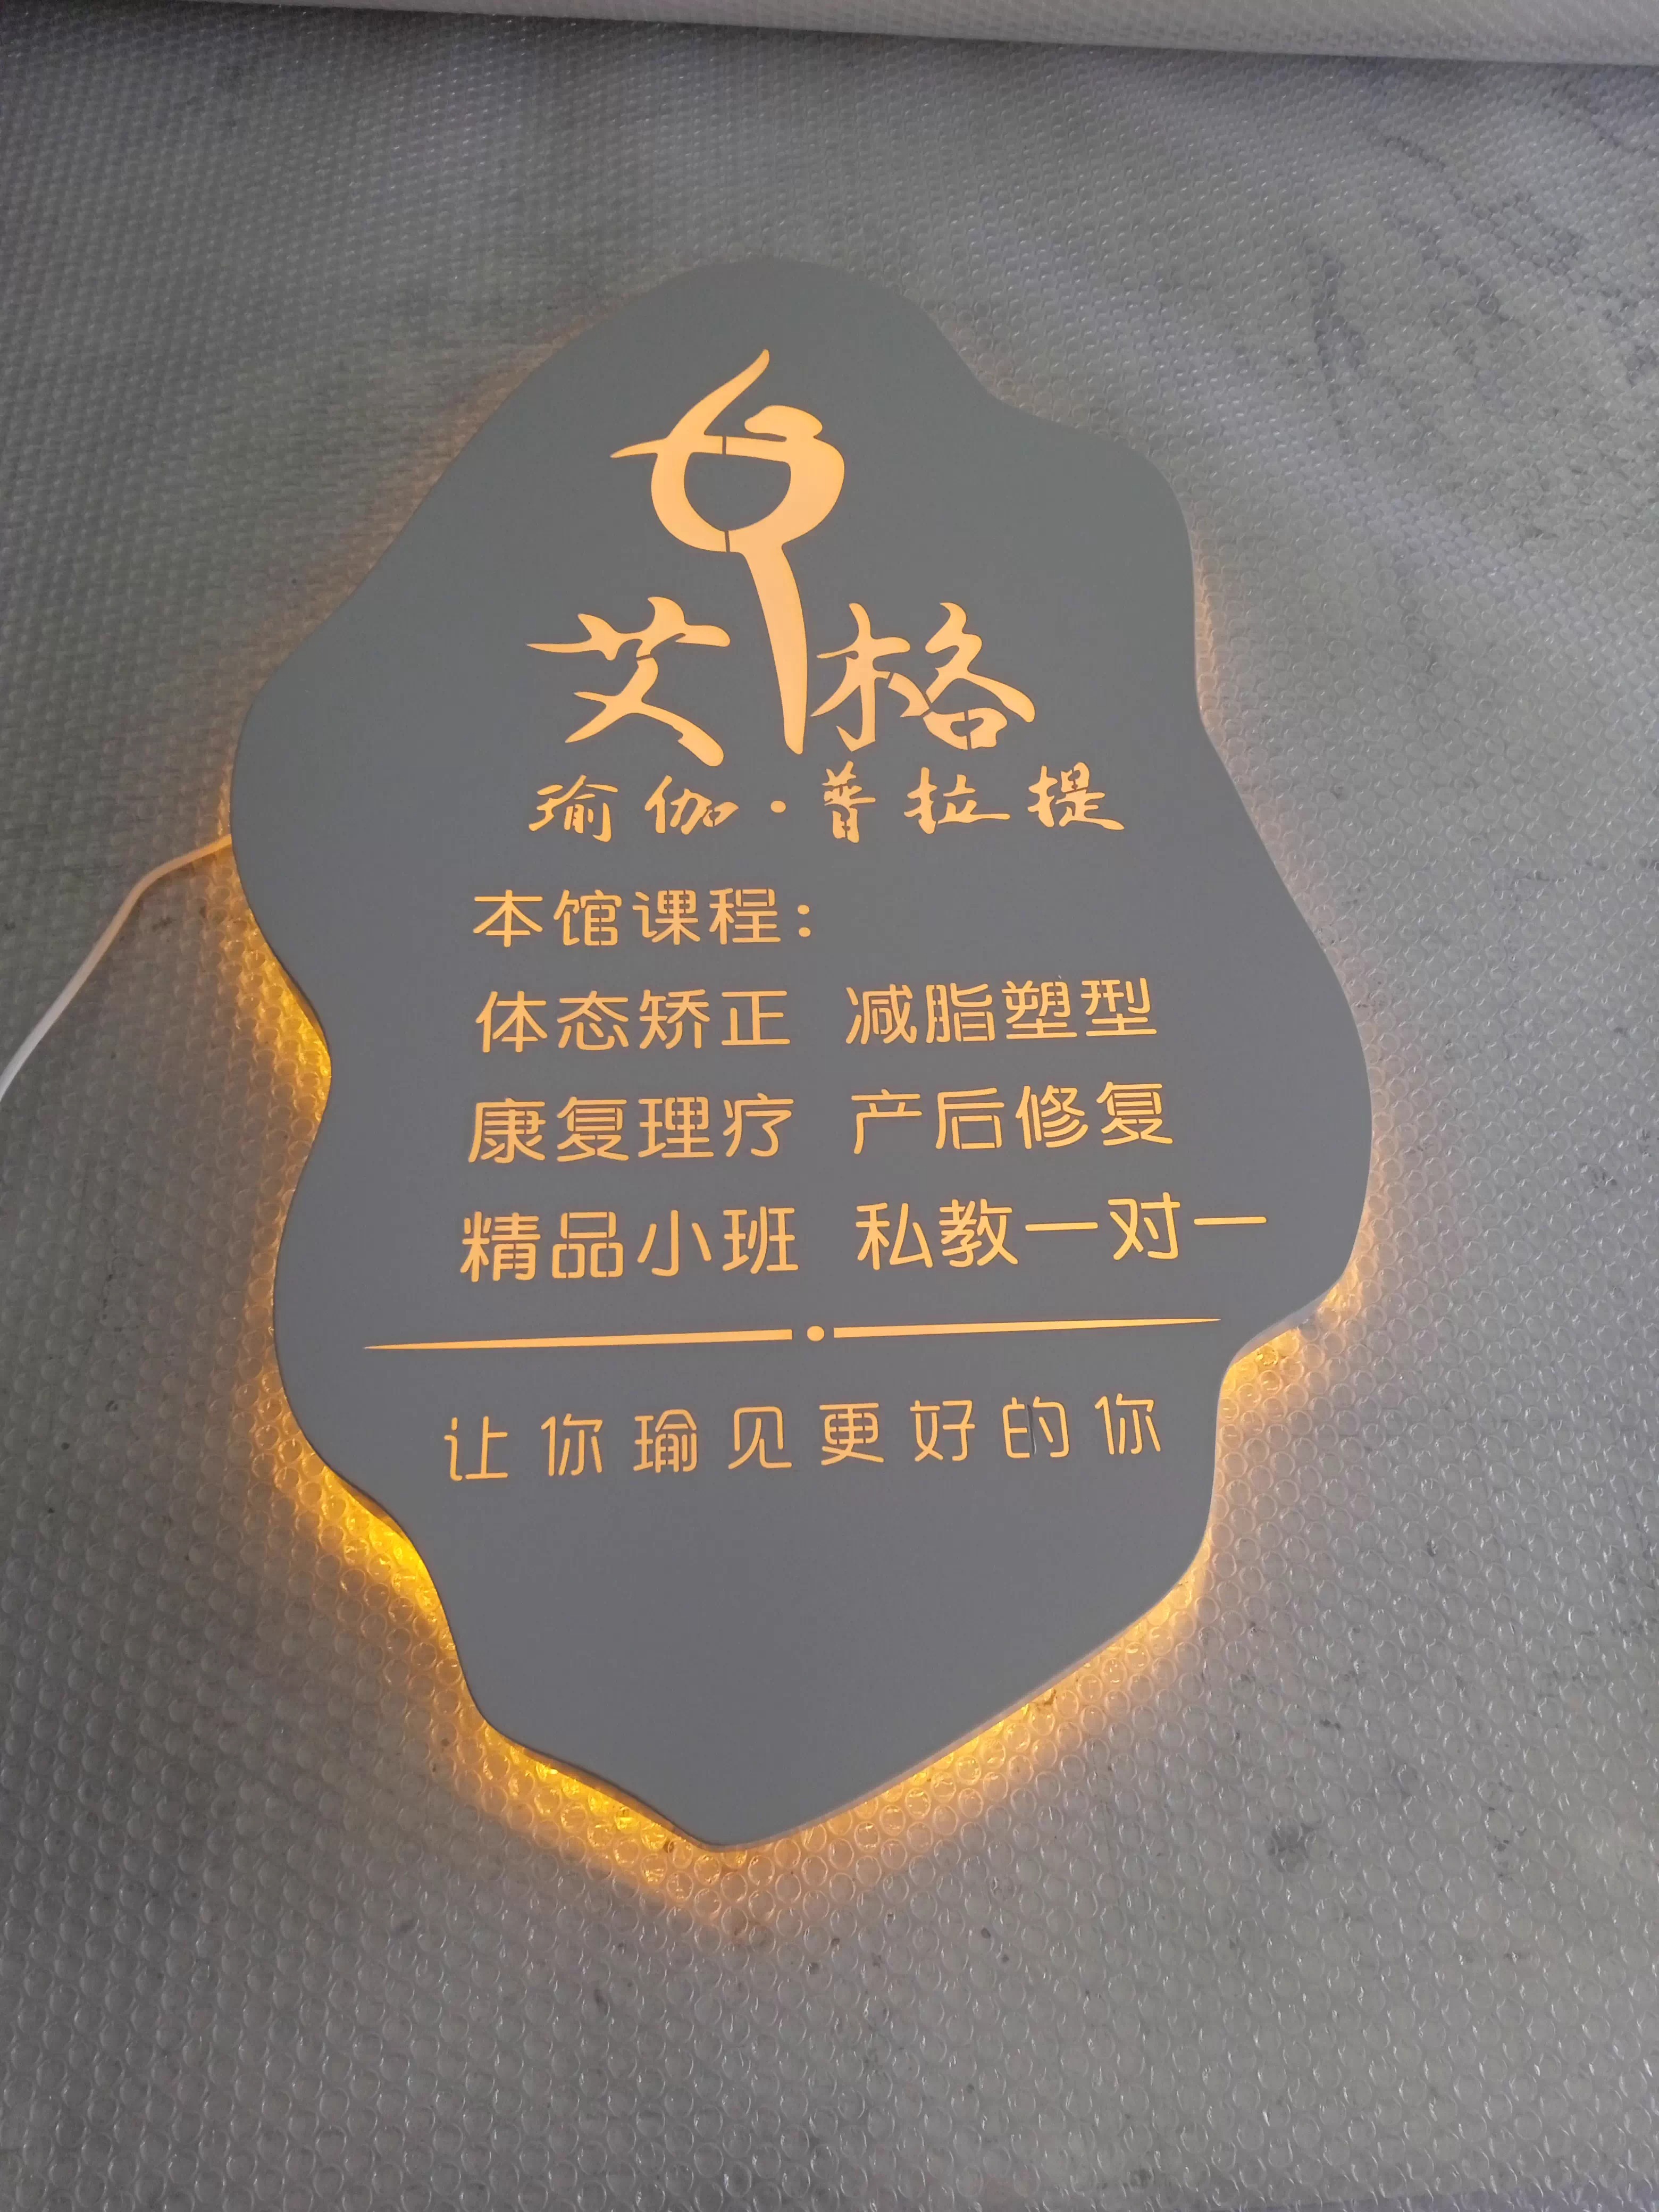 艾格
瑜伽·普拉提
本馆课程：
体态矫正 减脂塑型
康复理疗 产后修复
精品小班 私教一对一
让你瑜见更好的你